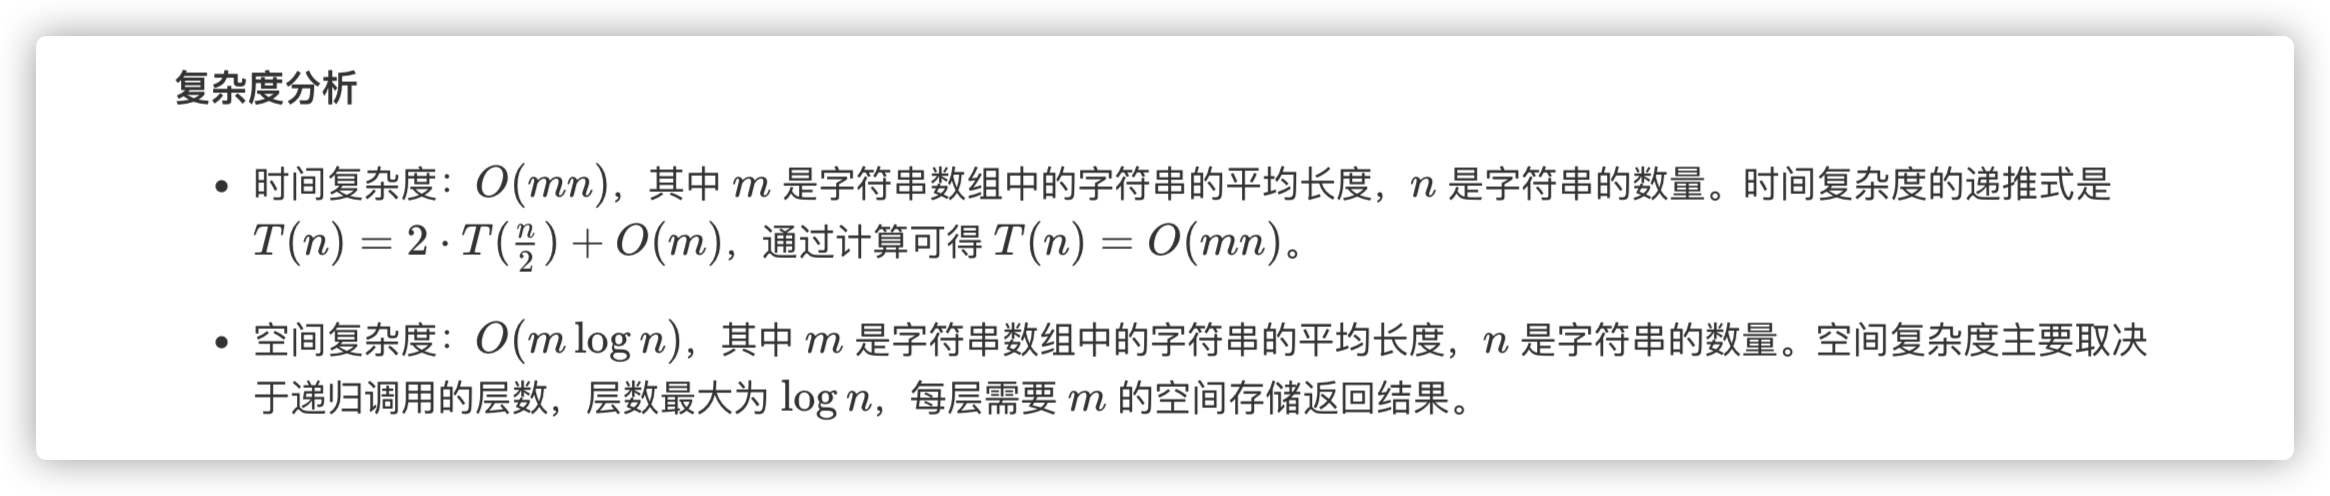 复杂度分析
• 时间复杂度：O(mn)，其中 m 是字符串数组中的字符串的平均长度，n 是字符串的数量。时间复杂度的递推式是
T(n) = 2 · T(n/2) + O(m)，通过计算可得 T(n) = O(mn)。
• 空间复杂度：O(m log n)，其中 m 是字符串数组中的字符串的平均长度，n 是字符串的数量。空间复杂度主要取决
于递归调用的层数，层数最大为 log n，每层需要 m 的空间存储返回结果。